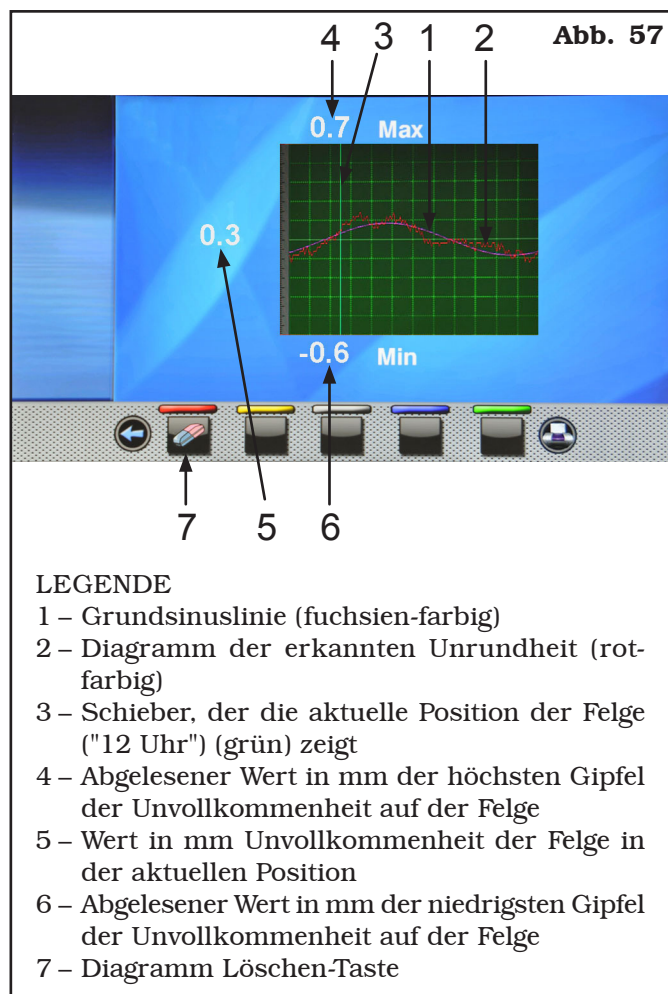 4 3 1 2 Abb. 57
0.7 Max
0.3
-0.6 Min
7 5 6
LEGENDE
1 – Grundsinuslinie (fuchsien-farbig)
2 – Diagramm der erkannten Unrundheit (rot-
farbig)
3 – Schieber, der die aktuelle Position der Felge
("12 Uhr") (grün) zeigt
4 – Abgelesener Wert in mm der höchsten Gipfel
der Unvollkommenheit auf der Felge
5 – Wert in mm Unvollkommenheit der Felge in
der aktuellen Position
6 – Abgelesener Wert in mm der niedrigsten Gipfel
der Unvollkommenheit auf der Felge
7 – Diagramm Löschen-Taste